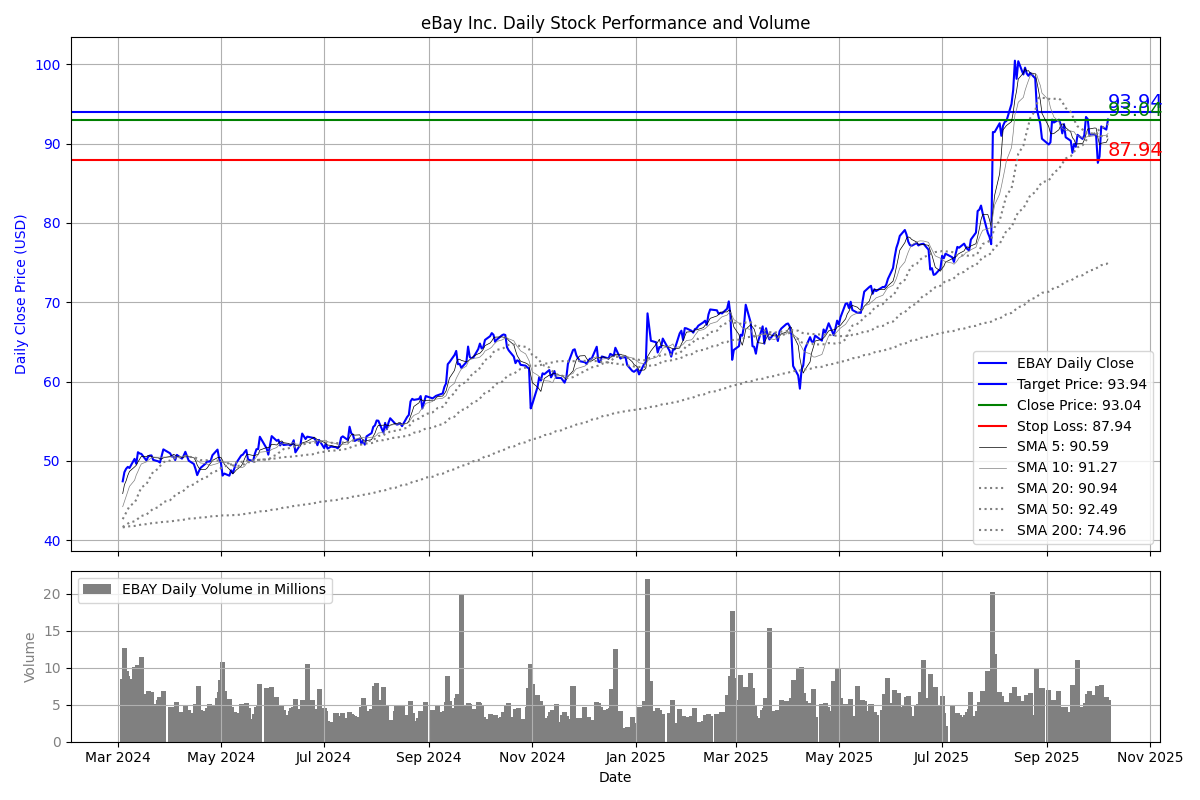 eBay Inc. Daily Stock Performance and Volume
Daily Close Price (USD)
100
90
80
70
60
50
40
93.94
93.04
87.94
EBAY Daily Close
Target Price: 93.94
Close Price: 93.04
Stop Loss: 87.94
SMA 5: 90.59
SMA 10: 91.27
SMA 20: 90.94
SMA 50: 92.49
SMA 200: 74.96
EBAY Daily Volume in Millions
Volume
20
15
10
5
0
Mar 2024
May 2024
Jul 2024
Sep 2024
Nov 2024
Jan 2025
Mar 2025
May 2025
Jul 2025
Sep 2025
Nov 2025
Date